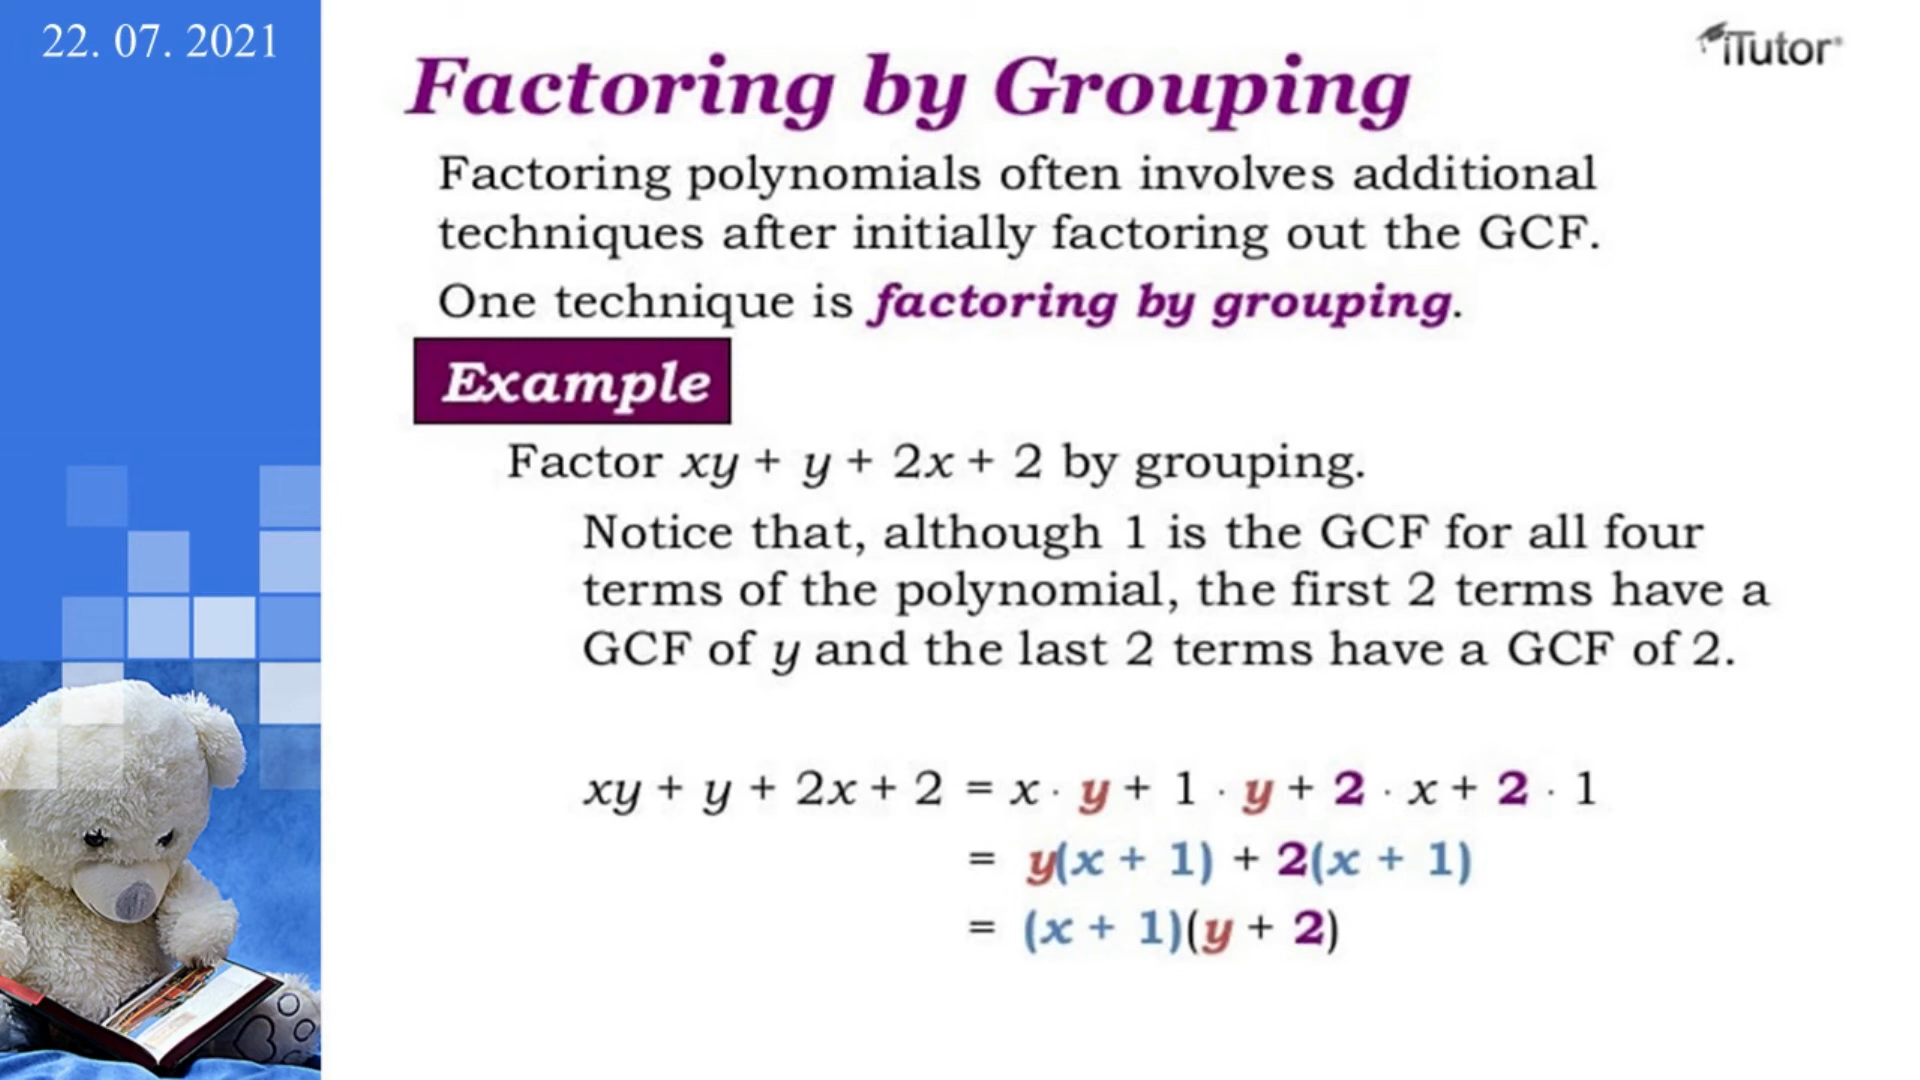 22. 07. 2021
iTutor®
Factoring by Grouping
Factoring polynomials often involves additional
techniques after initially factoring out the GCF.
One technique is factoring by grouping.
Example
Factor xy + y + 2x + 2 by grouping.
Notice that, although 1 is the GCF for all four
terms of the polynomial, the first 2 terms have a
GCF of y and the last 2 terms have a GCF of 2.
xy + y + 2x + 2 = x · y + 1 · y + 2 · x + 2 · 1
= y(x + 1) + 2(x + 1)
= (x + 1)(y + 2)